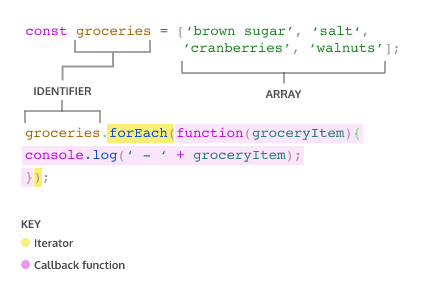 const groceries = [‘brown sugar’, ‘salt‘,
‘cranberries’, ‘walnuts’];
IDENTIFIER
ARRAY
groceries.forEach(function(groceryItem){
console.log(‘ – ‘ + groceryItem);
});
KEY
Iterator
Callback function